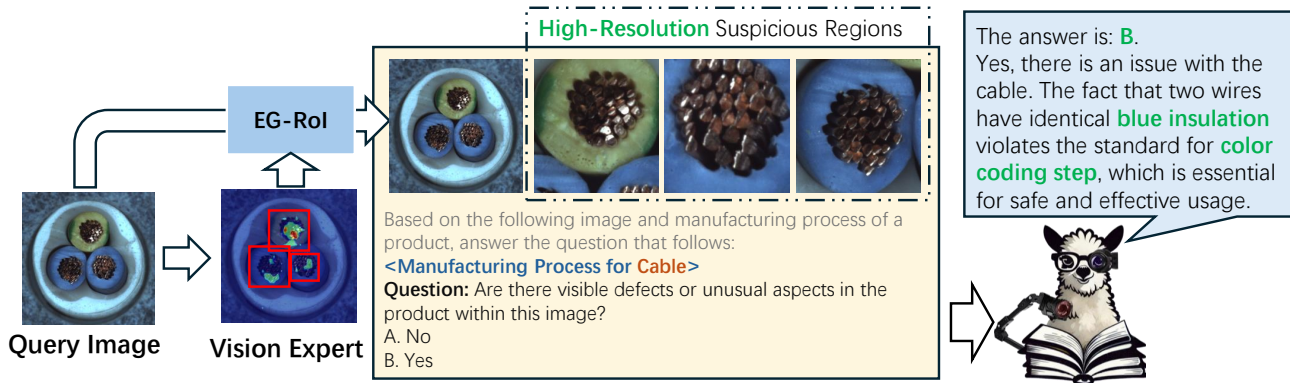 High-Resolution Suspicious Regions
EG-RoI
Query Image
Vision Expert
Based on the following image and manufacturing process of a
product, answer the question that follows:
<Manufacturing Process for Cable>
Question: Are there visible defects or unusual aspects in the
product within this image?
A. No
B. Yes
The answer is: B.
Yes, there is an issue with the
cable. The fact that two wires
have identical blue insulation
violates the standard for color
coding step, which is essential
for safe and effective usage.